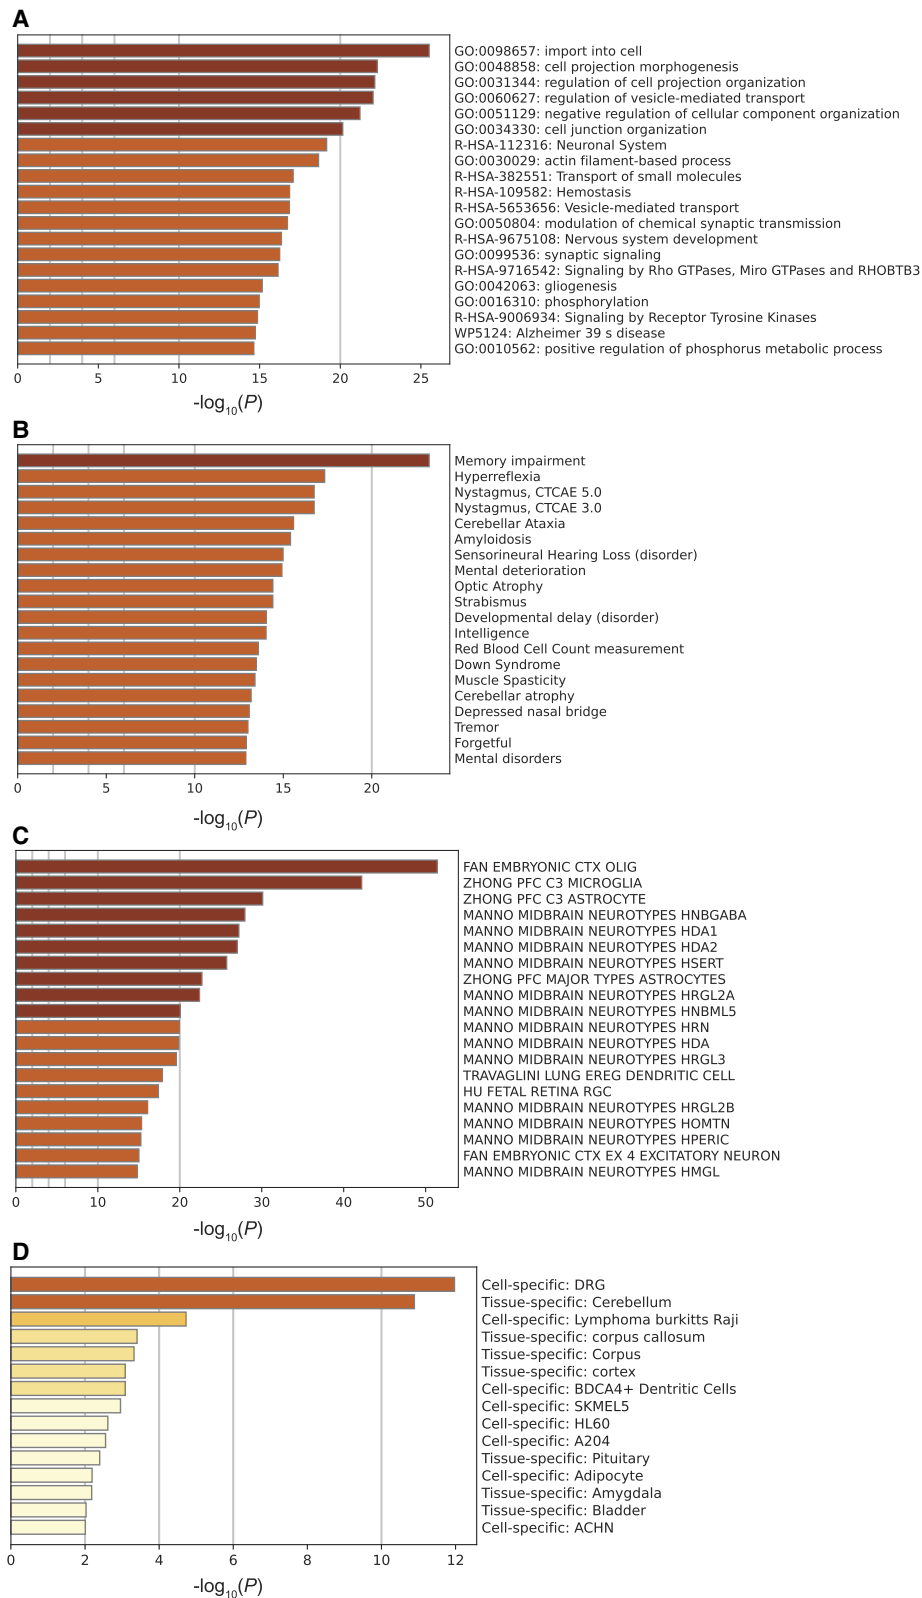 A
GO:0098657: import into cell
GO:0048858: cell projection morphogenesis
GO:0031344: regulation of cell projection organization
GO:0060627: regulation of vesicle-mediated transport
GO:0051129: negative regulation of cellular component organization
GO:0034330: cell junction organization
R-HSA-112316: Neuronal System
GO:0030029: actin filament-based process
R-HSA-382551: Transport of small molecules
R-HSA-109582: Hemostasis
R-HSA-5653656: Vesicle-mediated transport
GO:0050804: modulation of chemical synaptic transmission
R-HSA-9675108: Nervous system development
GO:0099536: synaptic signaling
R-HSA-9716542: Signaling by Rho GTPases, Miro GTPases and RHOBTB3
GO:0042063: gliogenesis
GO:0016310: phosphorylation
R-HSA-9006934: Signaling by Receptor Tyrosine Kinases
WP5124: Alzheimer 39 s disease
GO:0010562: positive regulation of phosphorus metabolic process
0 5 10 15 20 25
-log10(P)
B
Memory impairment
Hyperreflexia
Nystagmus, CTCAE 5.0
Nystagmus, CTCAE 3.0
Cerebellar Ataxia
Amyloidosis
Sensorineural Hearing Loss (disorder)
Mental deterioration
Optic Atrophy
Strabismus
Developmental delay (disorder)
Intelligence
Red Blood Cell Count measurement
Down Syndrome
Muscle Spasticity
Cerebellar atrophy
Depressed nasal bridge
Tremor
Forgetful
Mental disorders
0 5 10 15 20
-log10(P)
C
FAN EMBRYONIC CTX OLIG
ZHONG PFC C3 MICROGLIA
ZHONG PFC C3 ASTROCYTE
MANNO MIDBRAIN NEUROTYPES HNBGABA
MANNO MIDBRAIN NEUROTYPES HDA1
MANNO MIDBRAIN NEUROTYPES HDA2
MANNO MIDBRAIN NEUROTYPES HSERT
ZHONG PFC MAJOR TYPES ASTROCYTES
MANNO MIDBRAIN NEUROTYPES HRGL2A
MANNO MIDBRAIN NEUROTYPES HNBML5
MANNO MIDBRAIN NEUROTYPES HRN
MANNO MIDBRAIN NEUROTYPES HDA
MANNO MIDBRAIN NEUROTYPES HRGL3
TRAVAGLINI LUNG EREG DENDRITIC CELL
HU FETAL RETINA RGC
MANNO MIDBRAIN NEUROTYPES HRGL2B
MANNO MIDBRAIN NEUROTYPES HOMTN
MANNO MIDBRAIN NEUROTYPES HPERIC
FAN EMBRYONIC CTX EX 4 EXCITATORY NEURON
MANNO MIDBRAIN NEUROTYPES HMGL
0 10 20 30 40 50
-log10(P)
D
Cell-specific: DRG
Tissue-specific: Cerebellum
Cell-specific: Lymphoma burkitts Raji
Tissue-specific: corpus callosum
Tissue-specific: Corpus
Tissue-specific: cortex
Cell-specific: BDCA4+ Dentritic Cells
Cell-specific: SKMEL5
Cell-specific: HL60
Cell-specific: A204
Tissue-specific: Pituitary
Cell-specific: Adipocyte
Tissue-specific: Amygdala
Tissue-specific: Bladder
Cell-specific: ACHN
0 2 4 6 8 10 12
-log10(P)